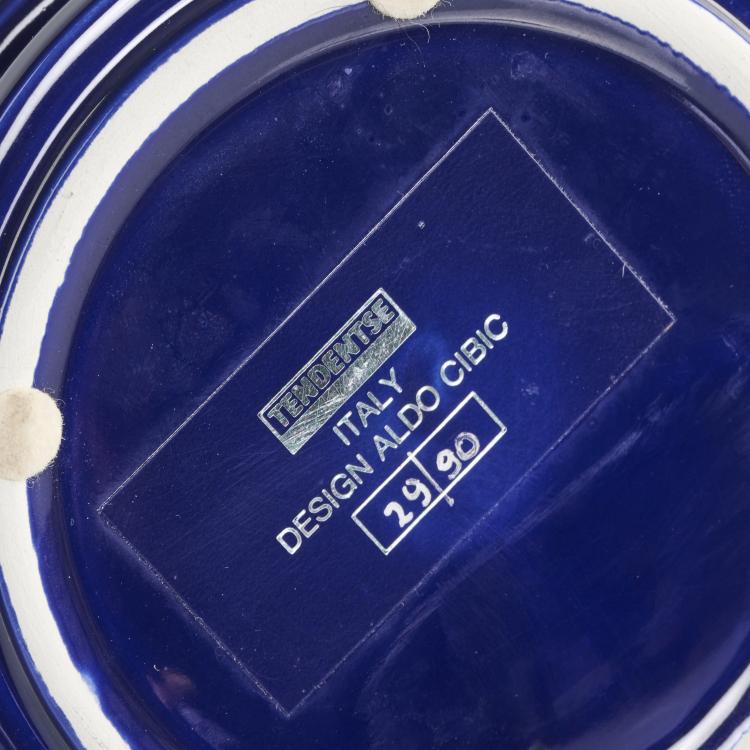 TENDENTSE
ITALY
DESIGN ALDO CIBIC
29 90